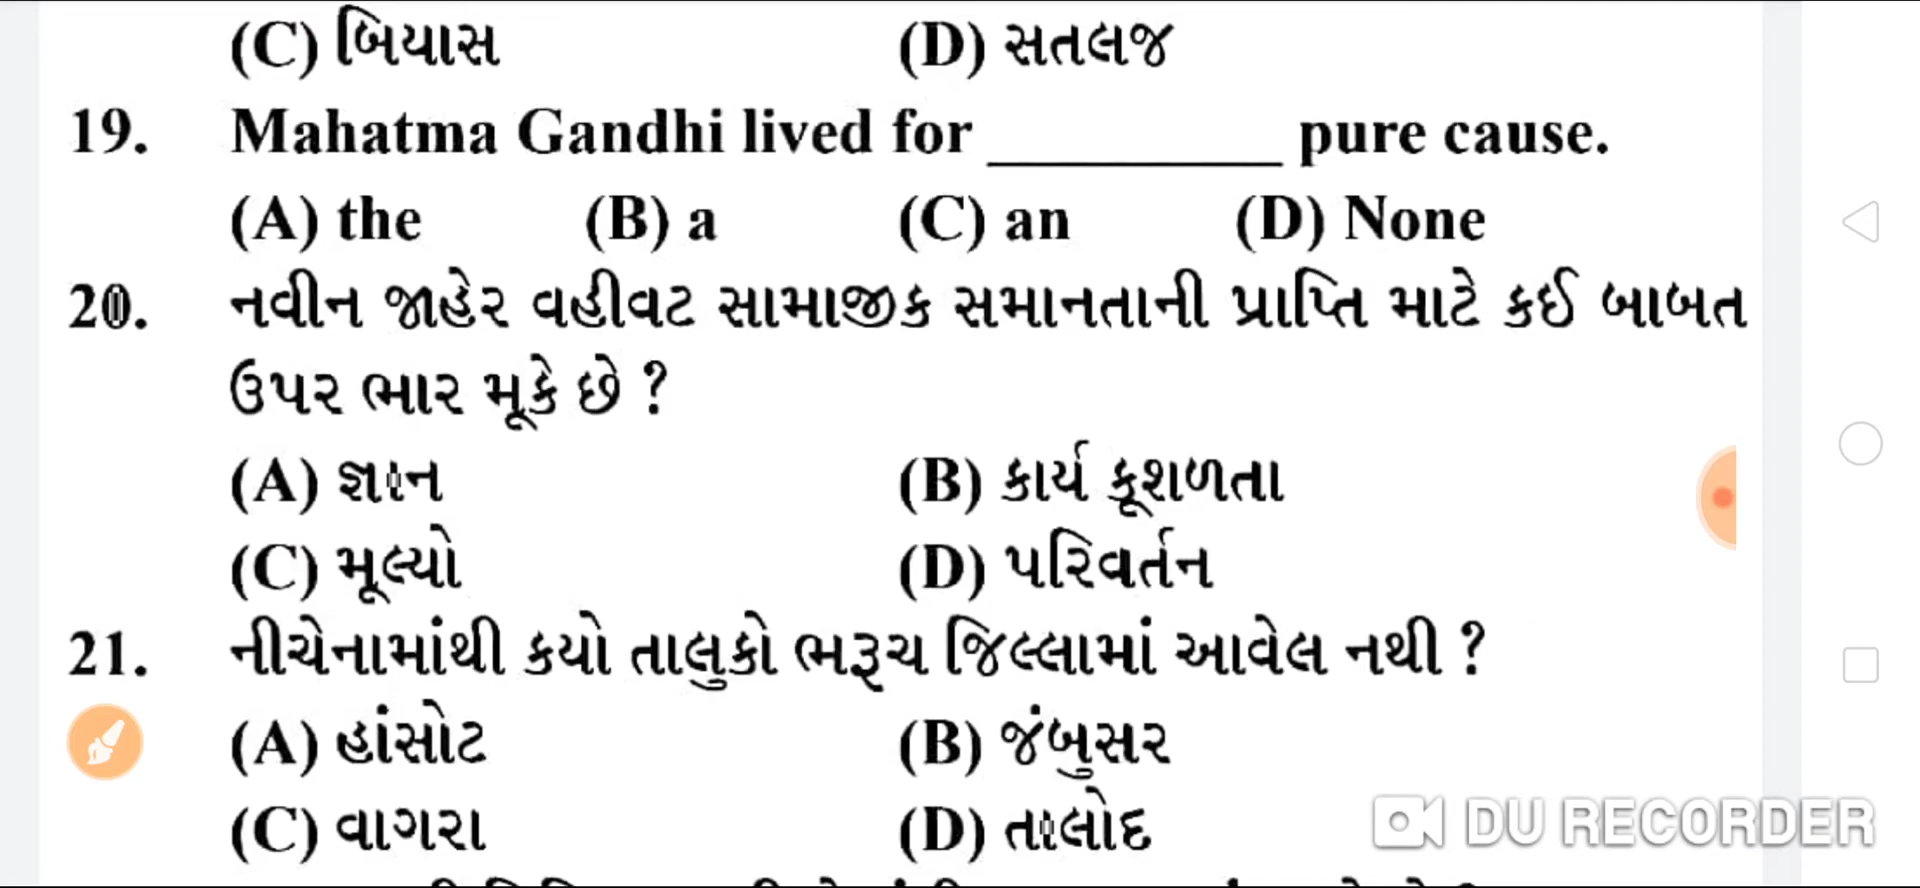 (C) બિયાસ (D) સતલજ
19. Mahatma Gandhi lived for __________ pure cause.
(A) the (B) a (C) an (D) None
20. નવીન જાહેર વહીવટ સામાજીક સમાનતાની પ્રાપ્તિ માટે કઈ બાબત
ઉપર ભાર મૂકે છે ?
(A) જ્ઞાન (B) કાર્ય કૂશળતા
(C) મૂલ્યો (D) પરિવર્તન
21. નીચેનામાંથી કયો તાલુકો ભરૂચ જિલ્લામાં આવેલ નથી ?
(A) હાંસોટ (B) જંબુસર
(C) વાગરા (D) તાલોદ
DU RECORDER